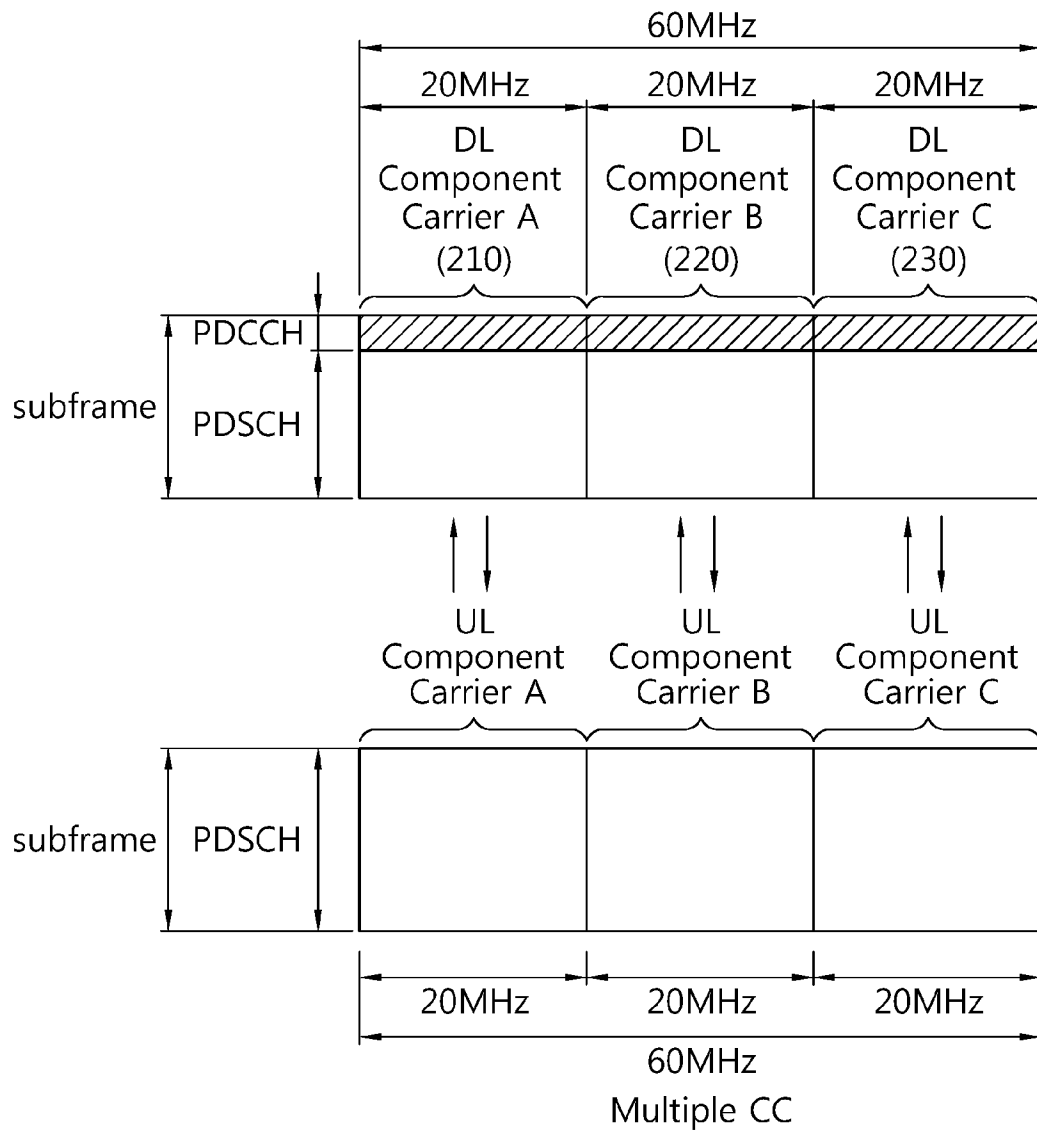 60MHz
20MHz 20MHz 20MHz
DL DL DL
Component Component Component
Carrier A Carrier B Carrier C
(210) (220) (230)
PDCCH
subframe PDSCH
UL UL UL
Component Component Component
Carrier A Carrier B Carrier C
subframe PDSCH
20MHz 20MHz 20MHz
60MHz
Multiple CC